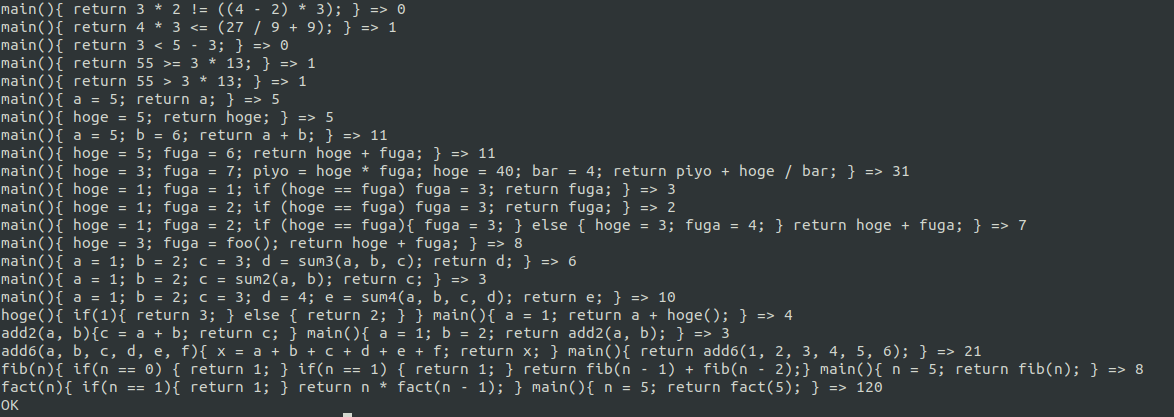 main(){ return 3 * 2 != ((4 - 2) * 3); } => 0
main(){ return 4 * 3 <= (27 / 9 + 9); } => 1
main(){ return 3 < 5 - 3; } => 0
main(){ return 55 >= 3 * 13; } => 1
main(){ return 55 > 3 * 13; } => 1
main(){ a = 5; return a; } => 5
main(){ hoge = 5; return hoge; } => 5
main(){ a = 5; b = 6; return a + b; } => 11
main(){ hoge = 5; fuga = 6; return hoge + fuga; } => 11
main(){ hoge = 3; fuga = 7; piyo = hoge * fuga; hoge = 40; bar = 4; return piyo + hoge / bar; } => 31
main(){ hoge = 1; fuga = 1; if (hoge == fuga) fuga = 3; return fuga; } => 3
main(){ hoge = 1; fuga = 2; if (hoge == fuga) fuga = 3; return fuga; } => 2
main(){ hoge = 1; fuga = 2; if (hoge == fuga){ fuga = 3; } else { hoge = 3; fuga = 4; } return hoge + fuga; } => 7
main(){ hoge = 3; fuga = foo(); return hoge + fuga; } => 8
main(){ a = 1; b = 2; c = 3; d = sum3(a, b, c); return d; } => 6
main(){ a = 1; b = 2; c = sum2(a, b); return c; } => 3
main(){ a = 1; b = 2; c = 3; d = 4; e = sum4(a, b, c, d); return e; } => 10
hoge(){ if(1){ return 3; } else { return 2; } } main(){ a = 1; return a + hoge(); } => 4
add2(a, b){c = a + b; return c; } main(){ a = 1; b = 2; return add2(a, b); } => 3
add6(a, b, c, d, e, f){ x = a + b + c + d + e + f; return x; } main(){ return add6(1, 2, 3, 4, 5, 6); } => 21
fib(n){ if(n == 0) { return 1; } if(n == 1) { return 1; } return fib(n - 1) + fib(n - 2);} main(){ n = 5; return fib(n); } => 8
fact(n){ if(n == 1){ return 1; } return n * fact(n - 1); } main(){ n = 5; return fact(5); } => 120
OK